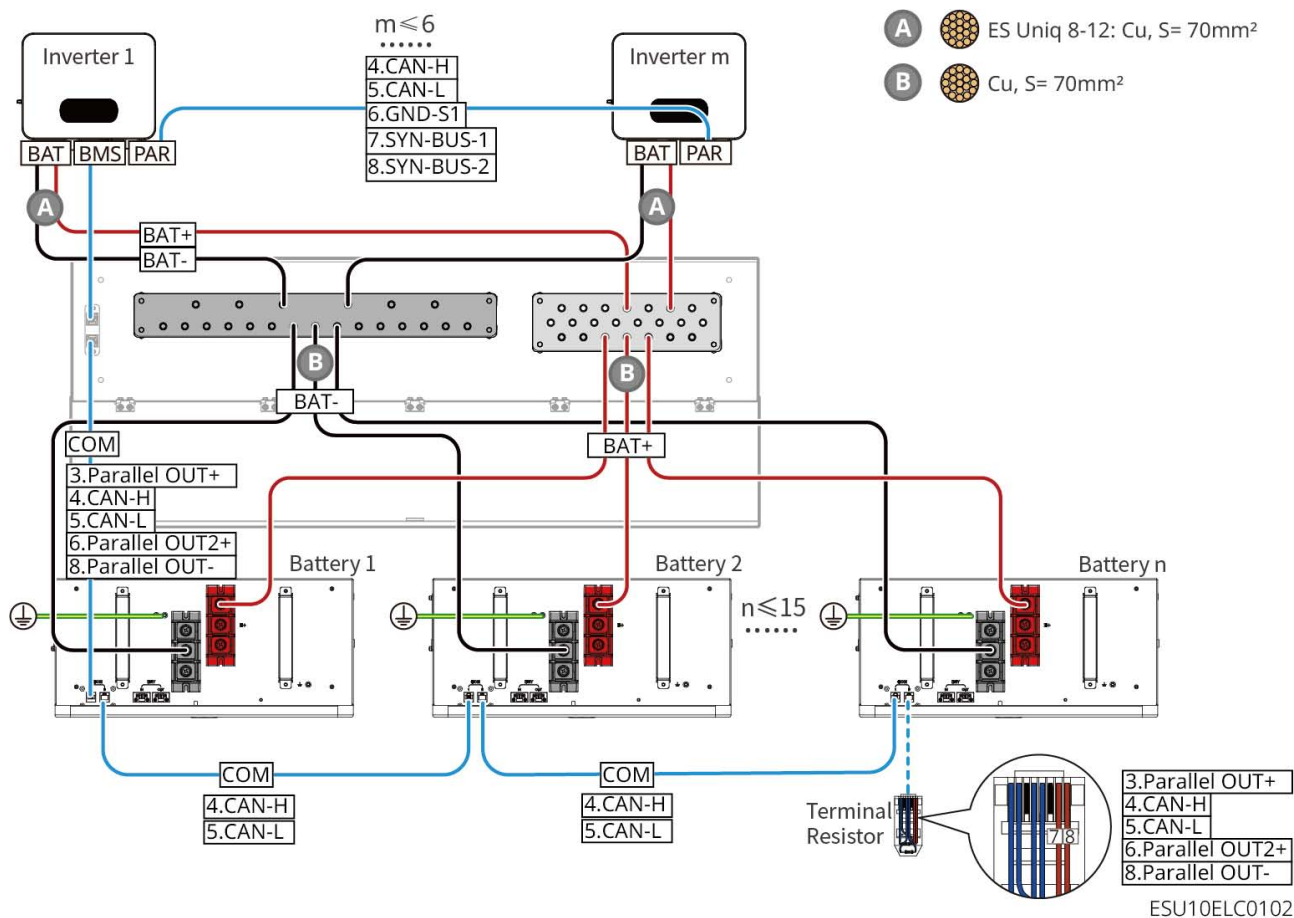 m≤6
A
ES Uniq 8-12: Cu, S= 70mm²
B
Cu, S= 70mm²
Inverter 1
Inverter m
4.CAN-H
5.CAN-L
6.GND-S1
7.SYN-BUS-1
8.SYN-BUS-2
BAT
BMS
PAR
BAT
PAR
A
A
BAT+
BAT-
B
B
BAT-
BAT+
COM
3.Parallel OUT+
4.CAN-H
5.CAN-L
6.Parallel OUT2+
8.Parallel OUT-
Battery 1
Battery 2
Battery n
n≤15
COM
4.CAN-H
5.CAN-L
COM
4.CAN-H
5.CAN-L
Terminal
Resistor
7 8
3.Parallel OUT+
4.CAN-H
5.CAN-L
6.Parallel OUT2+
8.Parallel OUT-
ESU10ELC0102